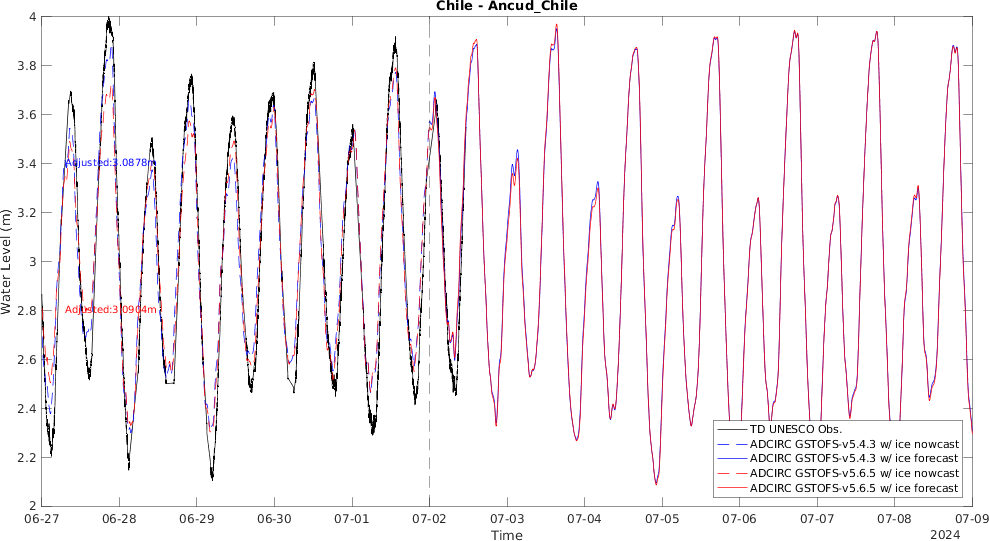 Chile - Ancud_Chile
Water Level (m)
4
3.8
3.6
3.4
3.2
3
2.8
2.6
2.4
2.2
2
Adjusted:3.0878m
Adjusted:3.0904m
TD UNESCO Obs.
ADCIRC GSTOFS-v5.4.3 w/ ice nowcast
ADCIRC GSTOFS-v5.4.3 w/ ice forecast
ADCIRC GSTOFS-v5.6.5 w/ ice nowcast
ADCIRC GSTOFS-v5.6.5 w/ ice forecast
06-27 06-28 06-29 06-30 07-01 07-02 07-03 07-04 07-05 07-06 07-07 07-08 07-09
Time
2024